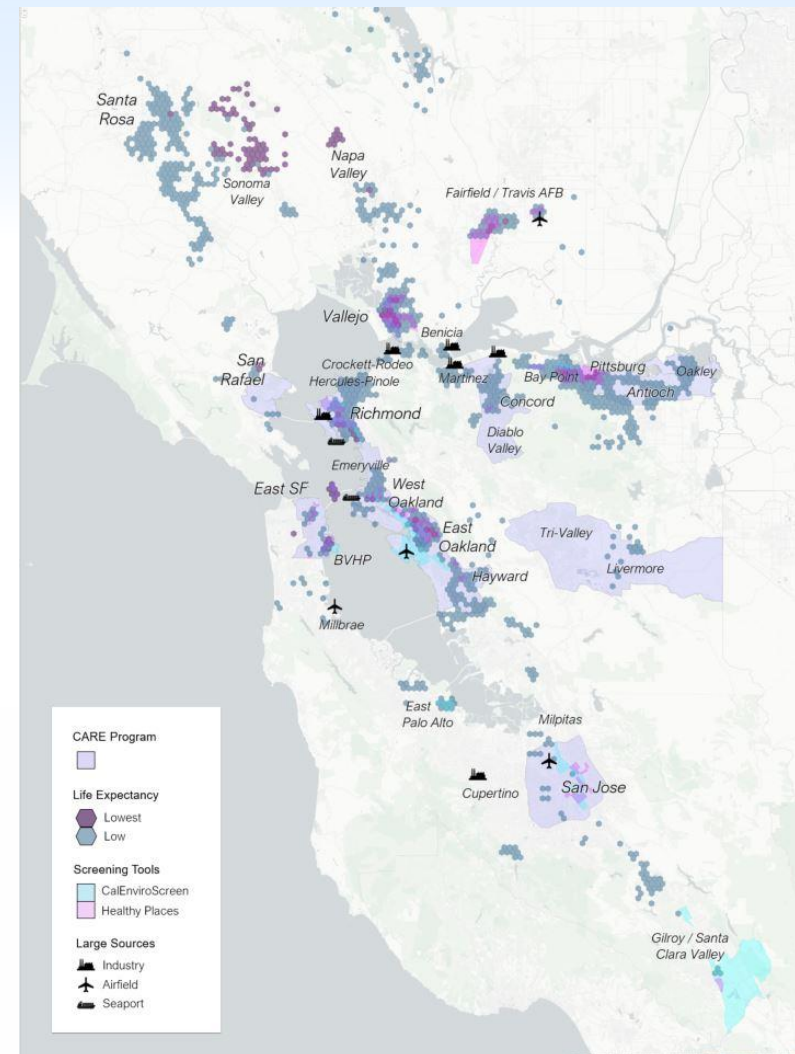 Santa
Rosa
Sonoma
Valley
Napa
Valley
Fairfield / Travis AFB
Vallejo
Benicia
San
Rafael
Crockett-Rodeo
Hercules-Pinole
Martinez
Bay Point
Pittsburg
Oakley
Antioch
Concord
Richmond
Diablo
Valley
Emeryville
East SF
West
Oakland
East
Oakland
Tri-Valley
BVHP
Hayward
Livermore
Millbrae
East
Palo Alto
Milpitas
Cupertino
San Jose
Gilroy / Santa
Clara Valley
CARE Program
Life Expectancy
Lowest
Low
Screening Tools
CalEnviroScreen
Healthy Places
Large Sources
Industry
Airfield
Seaport